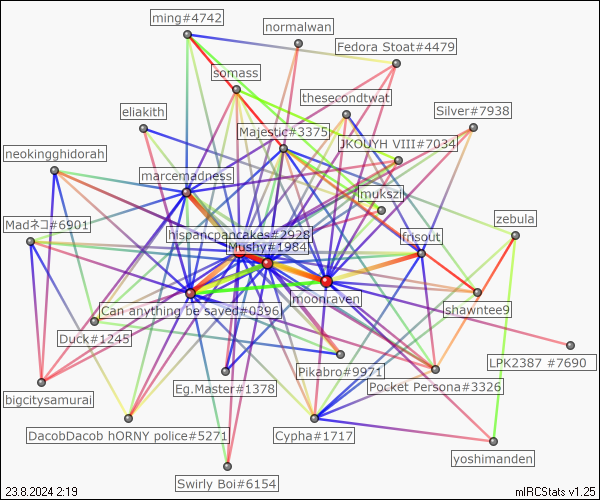 ming#4742
normalwan
Fedora Stoat#4479
somass
thesecondtwat
eliakith
Silver#7938
Majestic#3375
JKOUYH VIII#7034
neokingghidorah
marcemadness
mukszi
Madネコ#6901
zebula
hispancpancakes#2928
frisout
Mushy#1984
moonraven
Can anything be saved#0396
shawntee9
Duck#1245
LPK2387 #7690
Pikabro#9971
Pocket Persona#3326
Eg.Master#1378
bigcitysamurai
DacobDacob hORNY police#5271
Cypha#1717
yoshimanden
Swirly Boi#6154
23.8.2024 2:19
mIRCStats v1.25